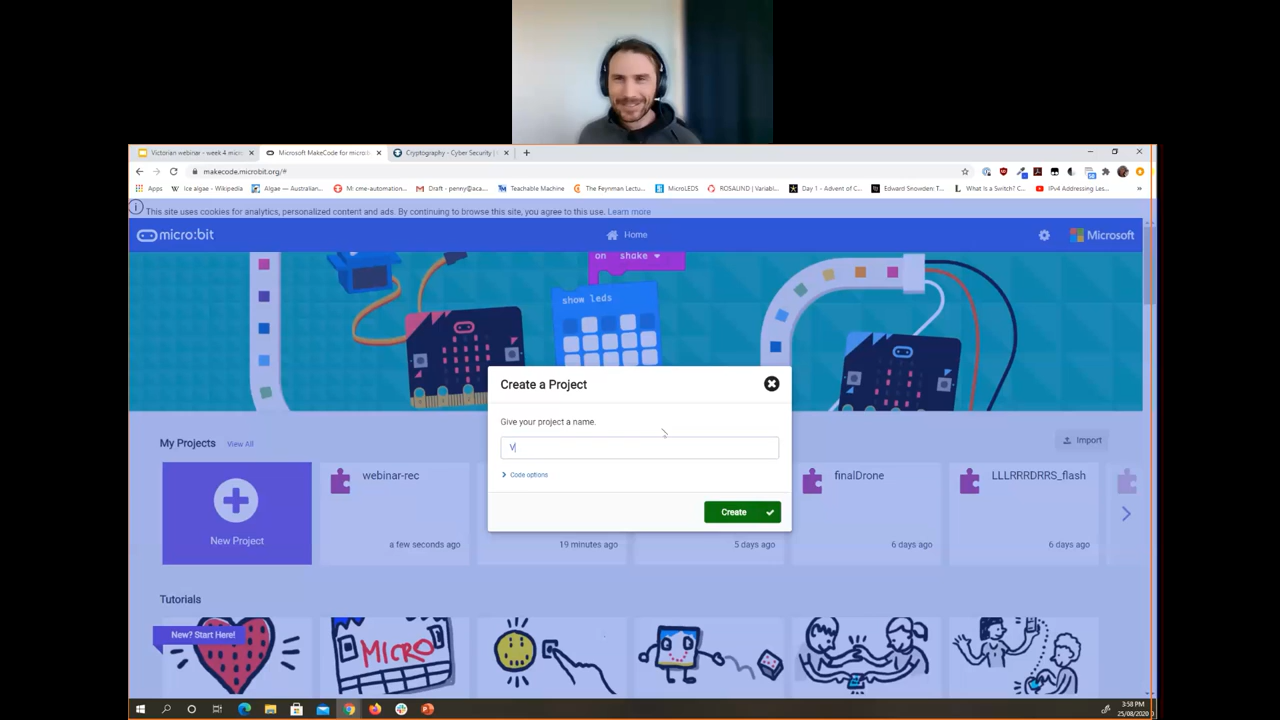 Victorian webinar - week 4 micro
Microsoft MakeCode for micro:b
Cryptography - Cyber Security |
makecode.microbit.org/#
Apps
Ice algae - Wikipedia
Algae — Australian...
Mr cme-automation...
Draft - penny@aca...
Teachable Machine
The Feynman Lectu...
MicroLEDS
ROSALIND | Variabl...
Day 1 - Advent of C...
Edward Snowden: "...
What Is a Switch? C...
IPv4 Addressing Les...
This site uses cookies for analytics, personalized content and ads. By continuing to browse this site, you agree to this use. Learn more
micro:bit
Home
Microsoft
on shake
show leds
Create a Project
Give your project a name.
V
Code options
Create
My Projects
View All
Import
New Project
webinar-rec
a few seconds ago
19 minutes ago
5 days ago
finalDrone
6 days ago
LLLRRRDRRS_flash
6 days ago
Tutorials
New? Start Here!
MICRO
3:58 PM
25/08/2020